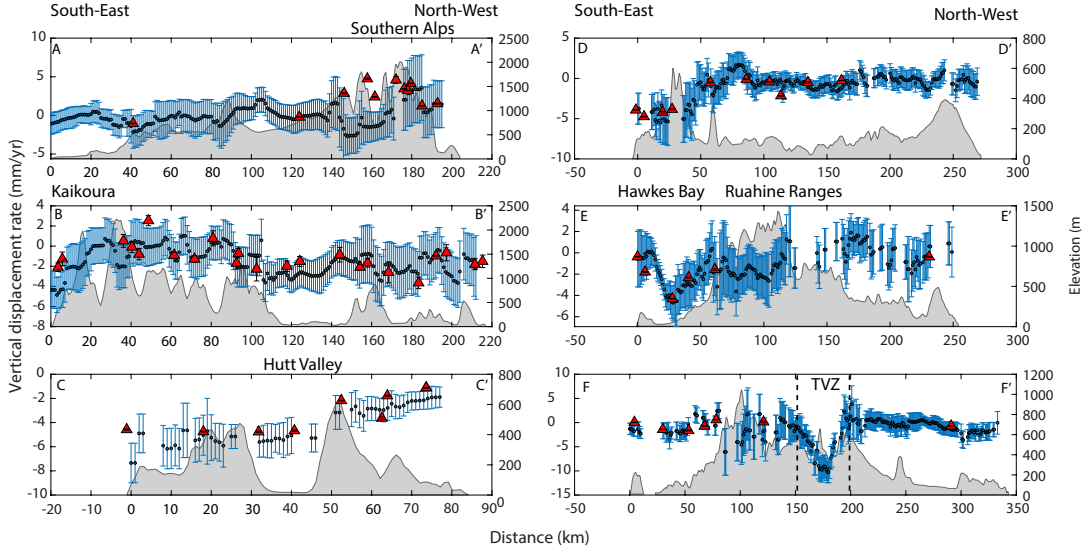 South-East
North-West
Southern Alps
A
A'
10
5
0
-5
2500
2000
1500
1000
500
0
0 20 40 60 80 100 120 140 160 180 200 220
Kaikoura
B
B'
4
2
0
-2
-4
-6
-8
2500
2000
1500
1000
500
0
0 20 40 60 80 100 120 140 160 180 200 220
Hutt Valley
C
C'
0
-2
-4
-6
-8
-10
800
600
400
200
0
-20 -10 0 10 20 30 40 50 60 70 80 90
South-East
North-West
D
D'
5
0
-5
-10
800
600
400
200
0
-50 0 50 100 150 200 250 300
Hawkes Bay Ruahine Ranges
E
E'
4
2
0
-2
-4
-6
1500
1000
500
0
-50 0 50 100 150 200 250 300
TVZ
F
F'
10
5
0
-5
-10
-15
1200
1000
800
600
400
200
0
-50 0 50 100 150 200 250 300 350
Vertical displacement rate (mm/yr)
Elevation (m
Distance (km)